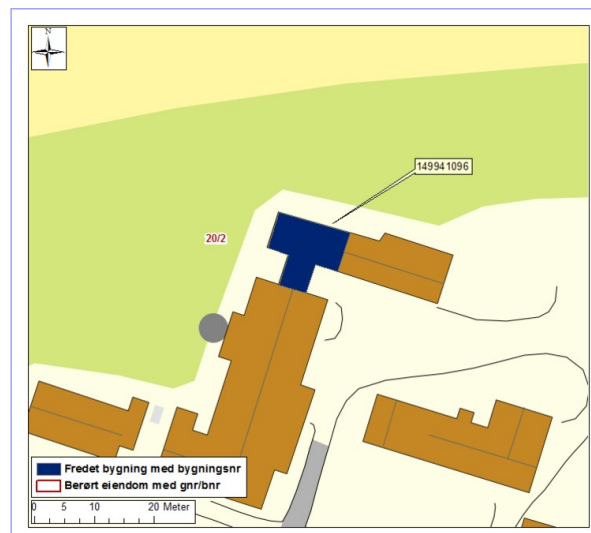 N
149941096
20/2
Fredet bygning med bygningsnr
Berørt eiendom med gnr/bnr
0 5 10 20 Meter